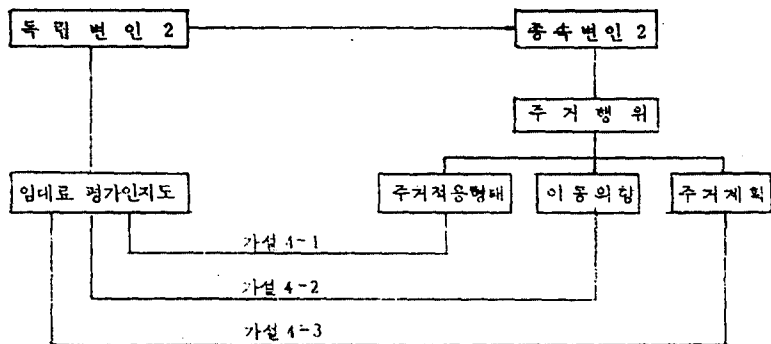 독립변인 2
종속변인 2
주거행위
임대료 평가인지도
주거적응형태
이동의향
주거계획
가설 4-1
가설 4-2
가설 4-3